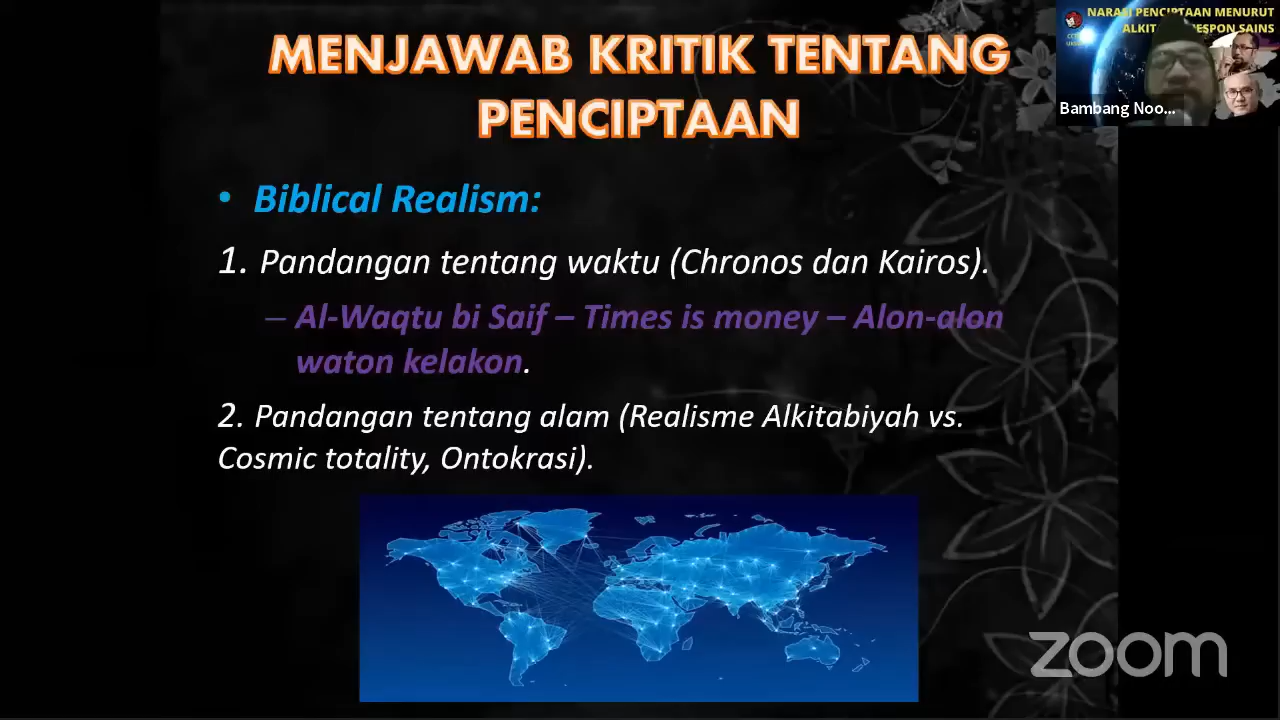 MENJAWAB KRITIK TENTANG
PENCIPTAAN
• Biblical Realism:
1. Pandangan tentang waktu (Chronos dan Kairos).
– Al-Waqtu bi Saif – Times is money – Alon-alon
waton kelakon.
2. Pandangan tentang alam (Realisme Alkitabiyah vs.
Cosmic totality, Ontokrasi).
NARASI PENCIPTAAN MENURUT
SAINS
Bambang Noo...
zoom